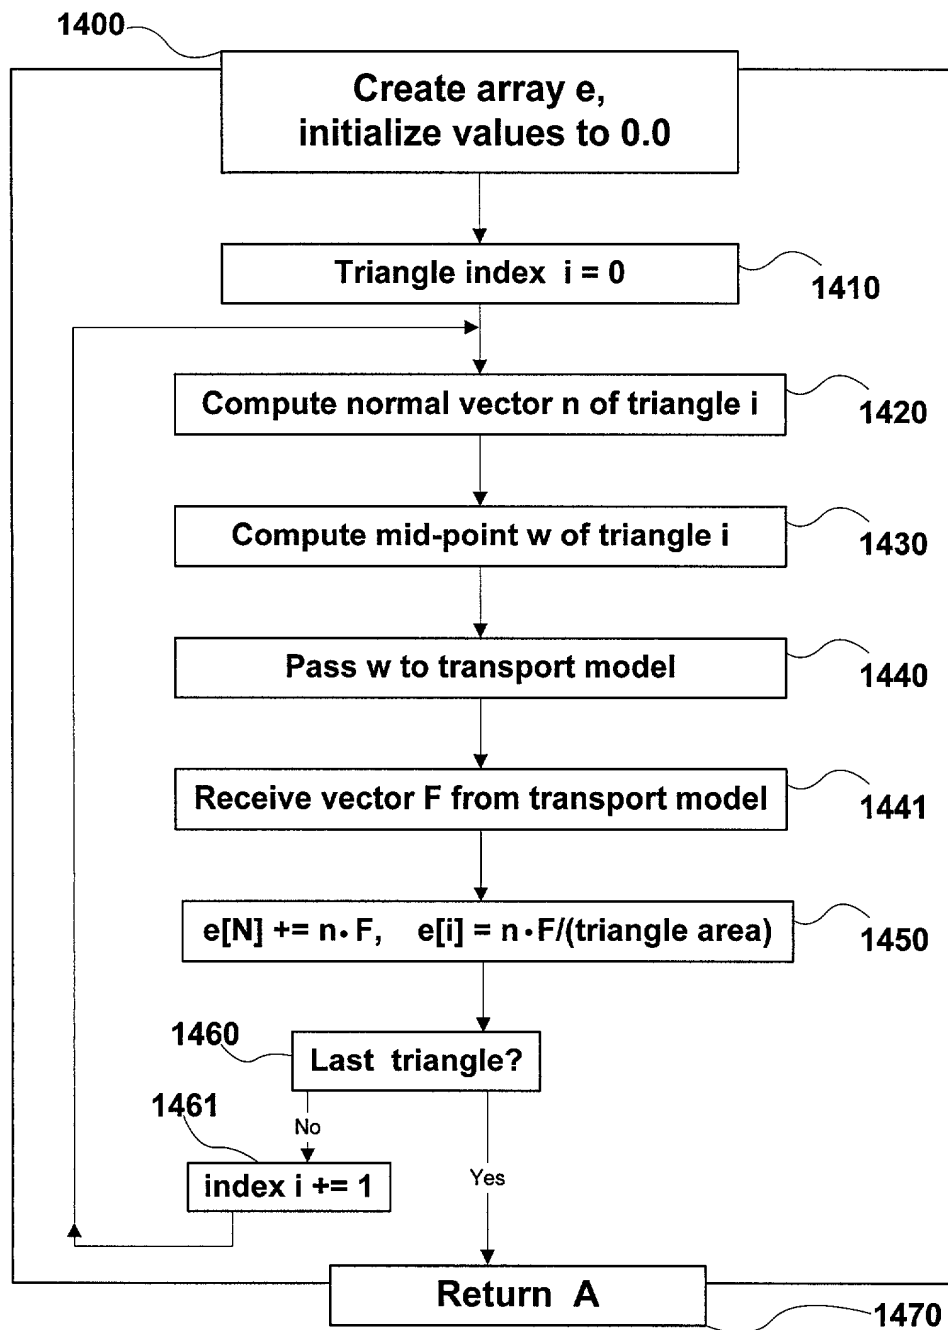 1400
Create array e,
initialize values to 0.0
Triangle index i = 0
1410
Compute normal vector n of triangle i
1420
Compute mid-point w of triangle i
1430
Pass w to transport model
1440
Receive vector F from transport model
1441
e[N] += n•F, e[i] = n•F/(triangle area)
1450
1460
Last triangle?
1461
No
Yes
index i += 1
Return A
1470